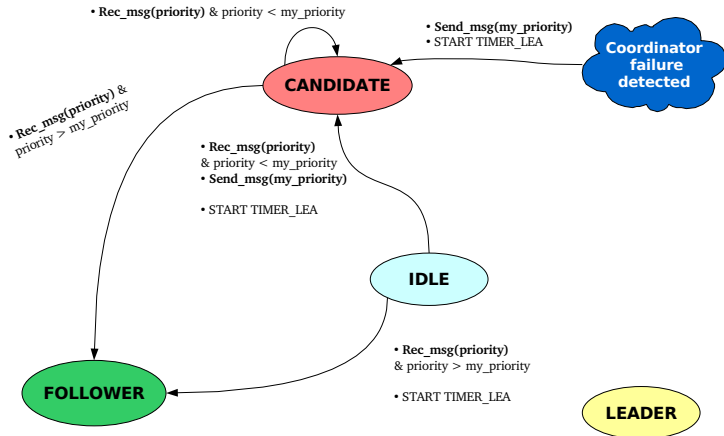 • Rec_msg(priority) & priority < my_priority
• Send_msg(my_priority)
• START TIMER_LEA
Coordinator
failure
detected
CANDIDATE
• Rec_msg(priority) &
priority > my_priority
• Rec_msg(priority)
& priority < my_priority
• Send_msg(my_priority)
• START TIMER_LEA
IDLE
• Rec_msg(priority)
& priority > my_priority
• START TIMER_LEA
FOLLOWER
LEADER